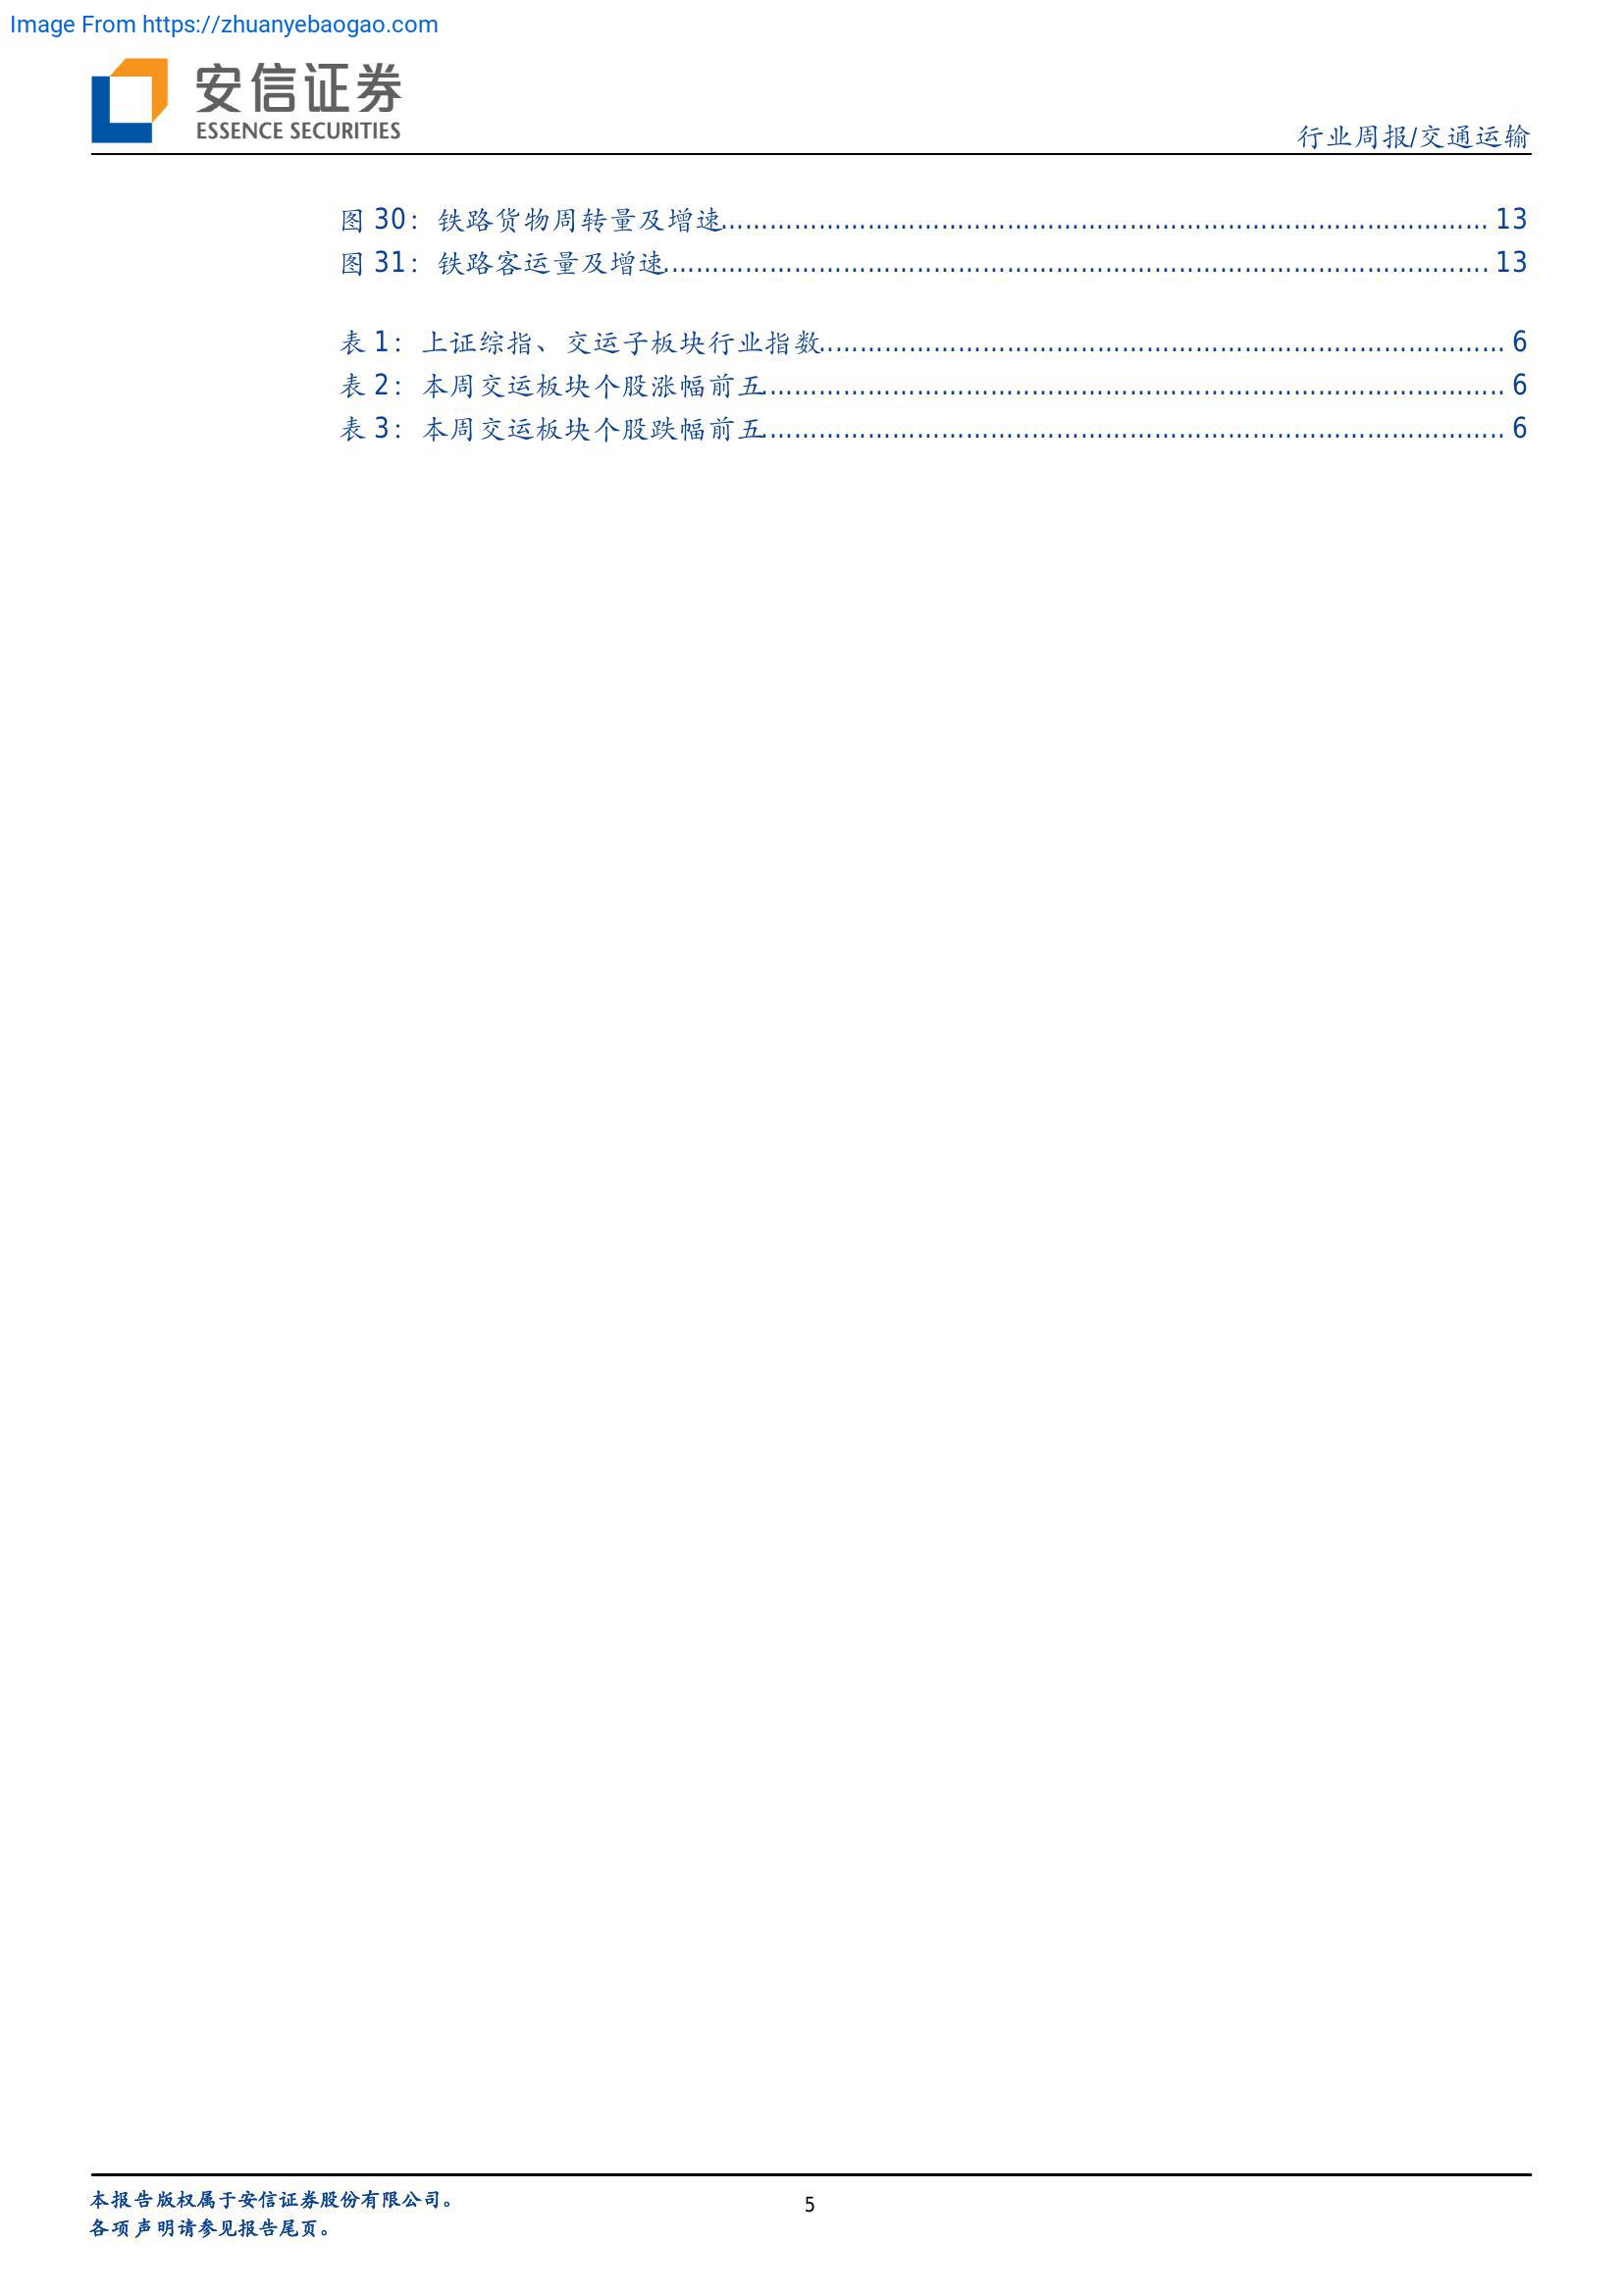 Image From https://zhuanyebaogao.com
安信证券
ESSENCE SECURITIES
行业周报/交通运输
图 30：铁路货物周转量及增速........................................................................................................ 13
图 31：铁路客运量及增速............................................................................................................... 13
表 1：上证综指、交运子板块行业指数............................................................................................ 6
表 2：本周交运板块个股涨幅前五................................................................................................... 6
表 3：本周交运板块个股跌幅前五................................................................................................... 6
本报告版权属于安信证券股份有限公司。
5
各项声明请参见报告尾页。